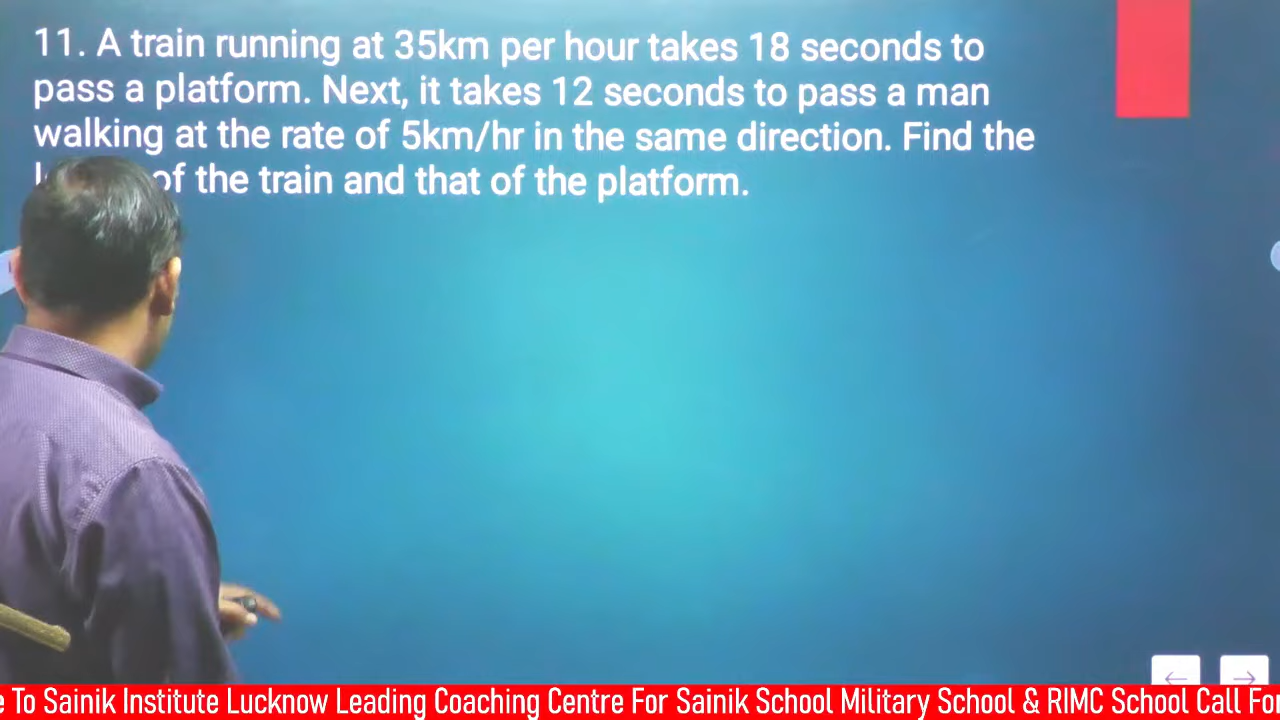 11. A train running at 35km per hour takes 18 seconds to
pass a platform. Next, it takes 12 seconds to pass a man
walking at the rate of 5km/hr in the same direction. Find the
of the train and that of the platform.
To Sainik Institute Lucknow Leading Coaching Centre For Sainik School Military School & RIMC School Call